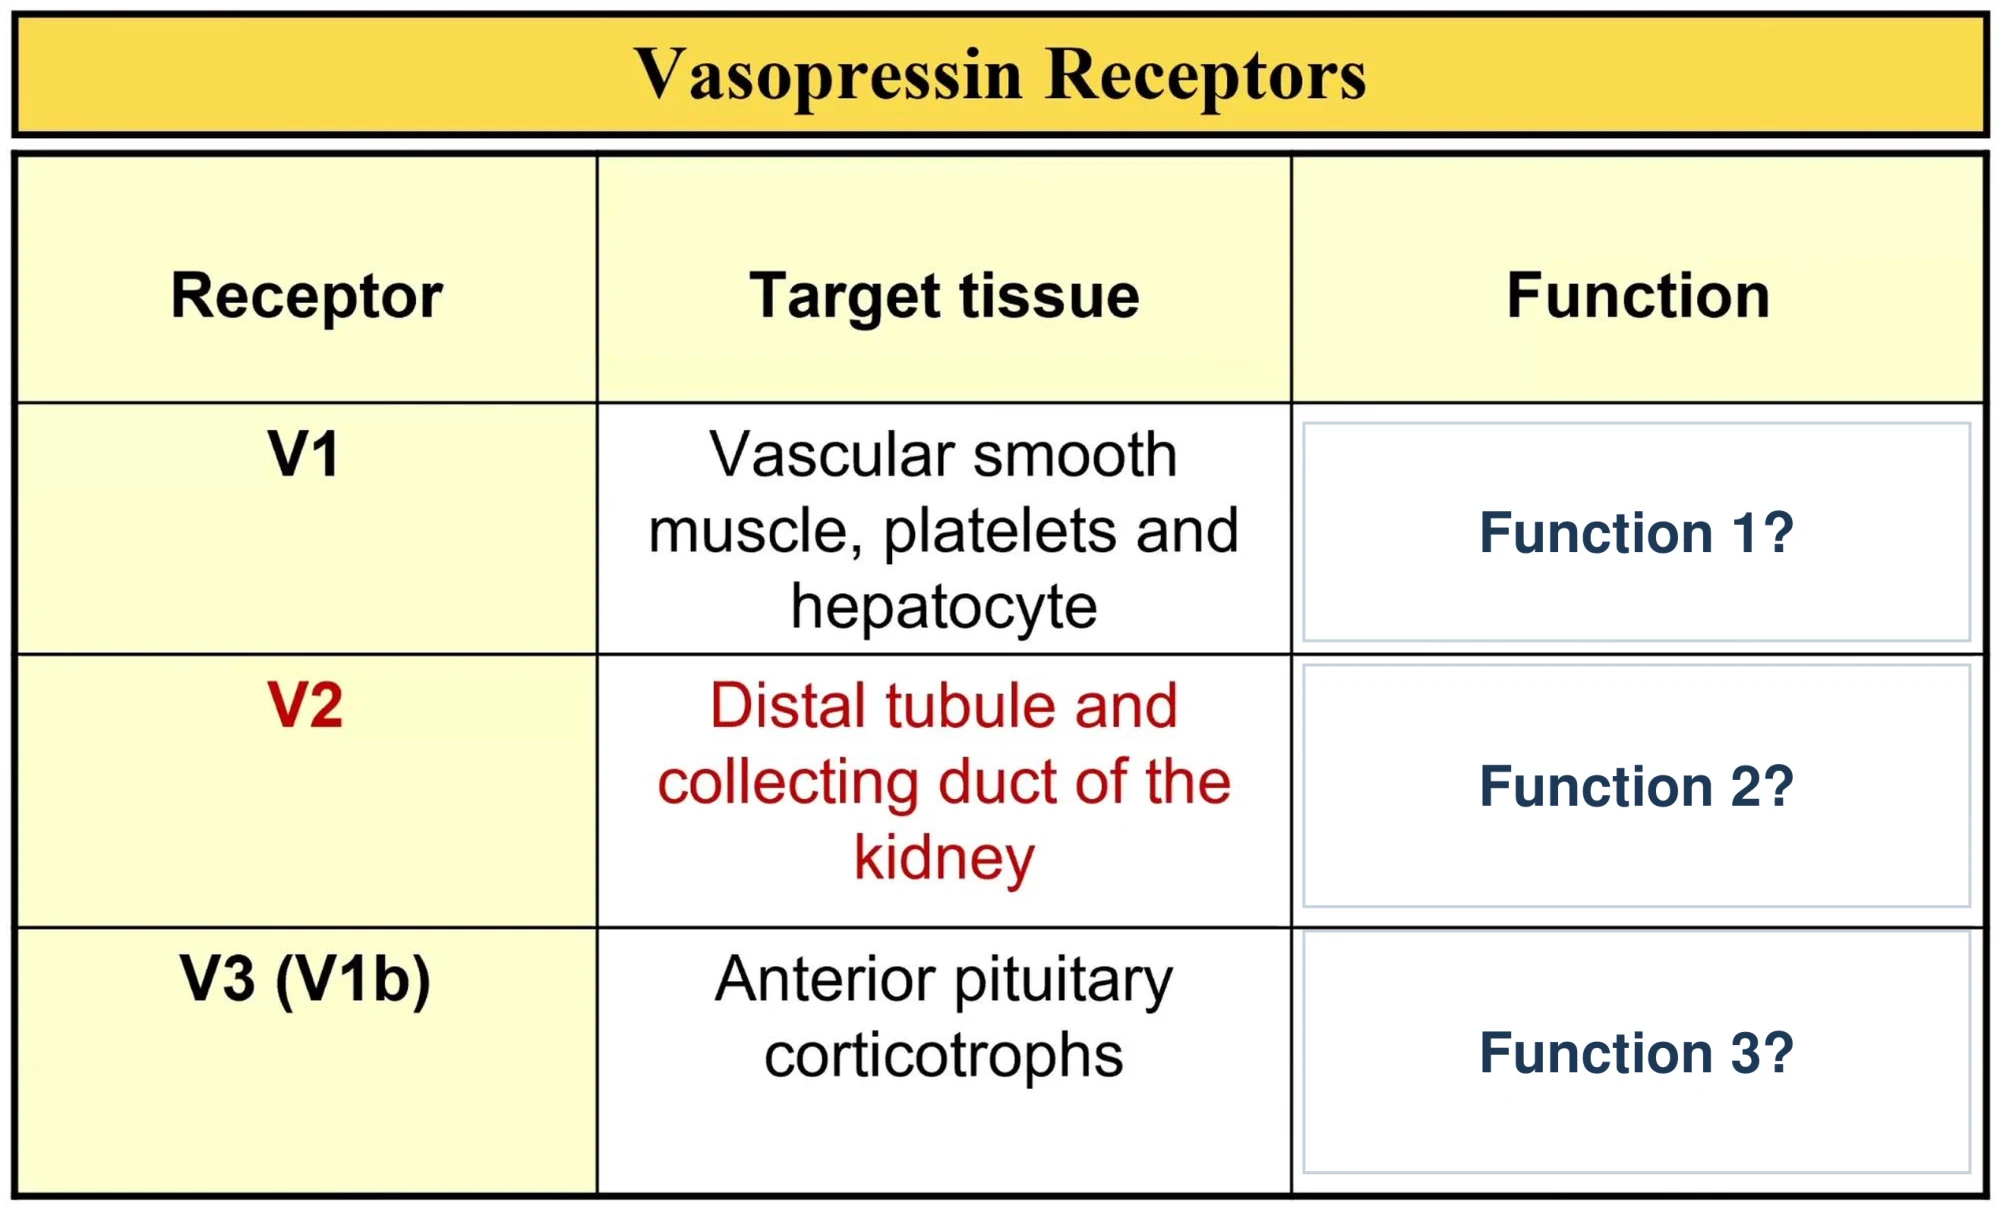 Vasopressin Receptors
Receptor
Target tissue
Function
V1
Vascular smooth
muscle, platelets and
hepatocyte
Function 1?
V2
Distal tubule and
collecting duct of the
kidney
Function 2?
V3 (V1b)
Anterior pituitary
corticotrophs
Function 3?